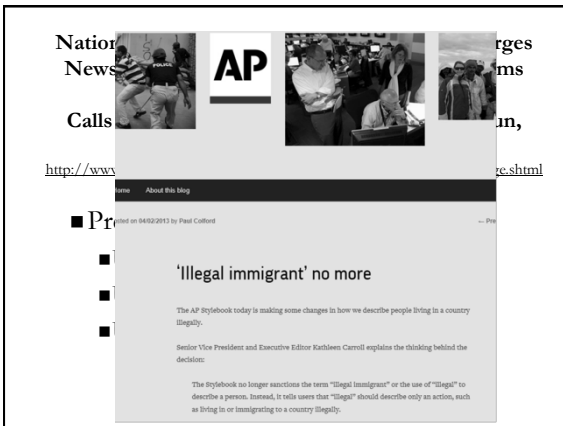 Nation
rges
News
ms
AP
POLICE
Calls
un,
http://www
ge.shtml
Home About this blog
■ Pr
Posted on 04/02/2013 by Paul Colford
← Pre
'Illegal immigrant' no more
The AP Stylebook today is making some changes in how we describe people living in a country
illegally.
Senior Vice President and Executive Editor Kathleen Carroll explains the thinking behind the
decision:
The Stylebook no longer sanctions the term "illegal immigrant" or the use of "illegal" to
describe a person. Instead, it tells users that "illegal" should describe only an action, such
as living in or immigrating to a country illegally.